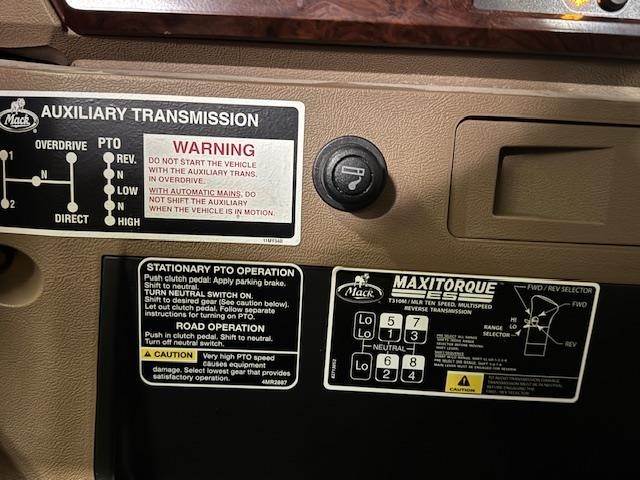 Mack
AUXILIARY TRANSMISSION
OVERDRIVE
PTO
1
N
2
DIRECT
REV.
N
LOW
N
HIGH
WARNING
DO NOT START THE VEHICLE
WITH THE AUXILIARY TRANS.
IN OVERDRIVE.
WITH AUTOMATIC MAINS, DO
NOT SHIFT THE AUXILIARY
WHEN THE VEHICLE IS IN MOTION.
STATIONARY PTO OPERATION
Push clutch pedal: Apply parking brake.
Shift to neutral.
TURN NEUTRAL SWITCH ON.
Shift to desired gear (See caution below).
Let out clutch pedal. Follow separate
instructions for turning on PTO.
ROAD OPERATION
Push in clutch pedal. Shift to neutral.
Turn off neutral switch.
CAUTION
Very high PTO speed
causes equipment
damage. Select lowest gear that provides
satisfactory operation.
4MR2887
Mack
MAXITORQUE
ES
T310M / MLR TEN SPEED, MULTISPEED
REVERSE TRANSMISSION
Lo 5 7
Lo 1 3
NEUTRAL
Lo 6 8
2 4
FWD / REV SELECTOR
FWD
HI
LO
RANGE
SELECTOR
REV
CAUTION